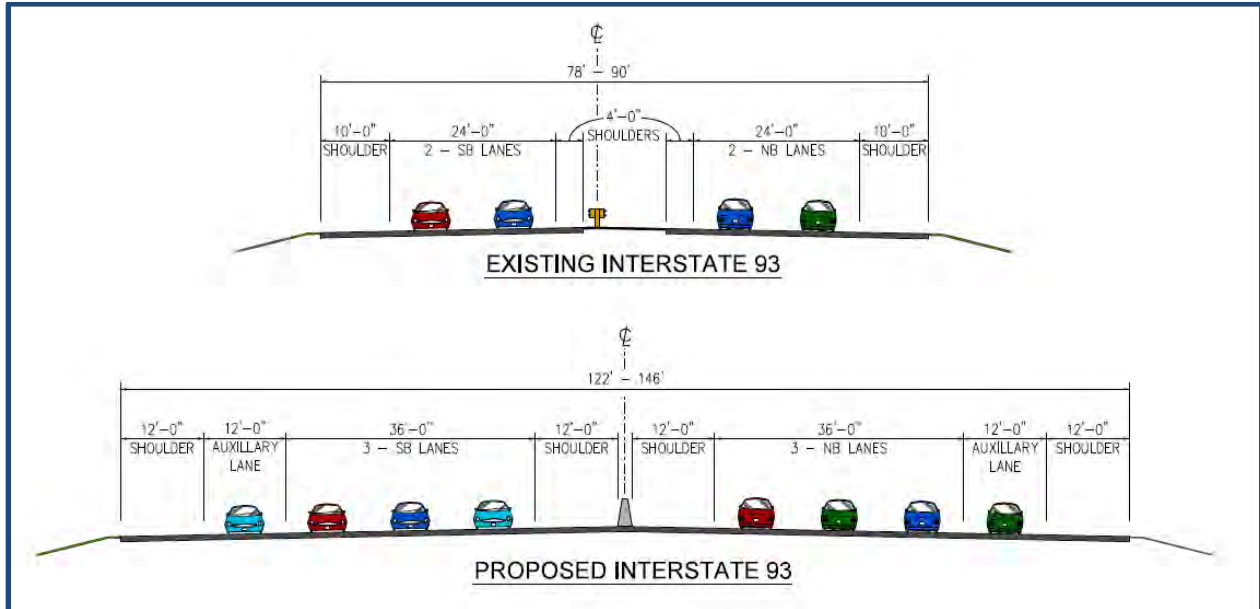 ℄
78' - 90'
4'-0"
10'-0" 24'-0" SHOULDERS 24'-0" 10'-0"
SHOULDER 2 - SB LANES 2 - NB LANES SHOULDER
EXISTING INTERSTATE 93
℄
122' - 146'
12'-0" 12'-0" 36'-0" 12'-0" 12'-0" 36'-0" 12'-0" 12'-0"
SHOULDER AUXILLARY 3 - SB LANES SHOULDER SHOULDER 3 - NB LANES AUXILLARY SHOULDER
LANE LANE
PROPOSED INTERSTATE 93